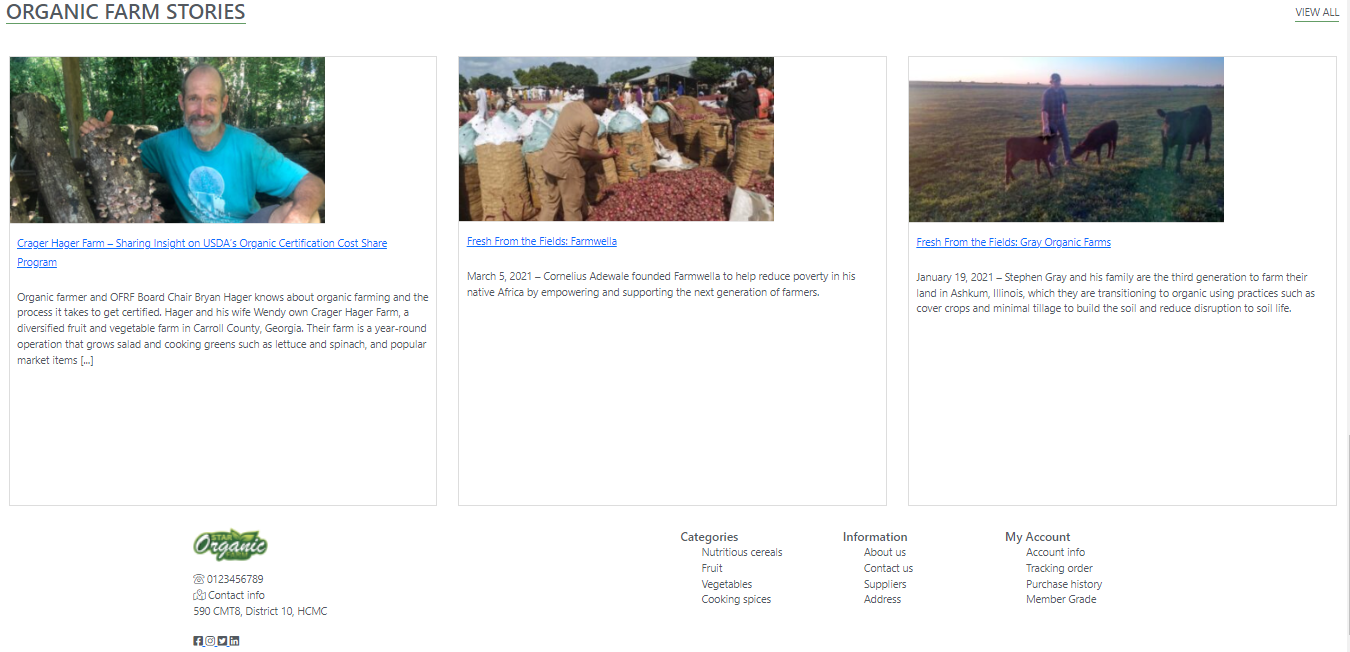 ORGANIC FARM STORIES
VIEW ALL
Crager Hager Farm – Sharing Insight on USDA's Organic Certification Cost Share
Program
Organic farmer and OFRF Board Chair Bryan Hager knows about organic farming and the
process it takes to get certified. Hager and his wife Wendy own Crager Hager Farm, a
diversified fruit and vegetable farm in Carroll County, Georgia. Their farm is a year-round
operation that grows salad and cooking greens such as lettuce and spinach, and popular
market items [...]
Fresh From the Fields: Farmwella
March 5, 2021 – Cornelius Adewale founded Farmwella to help reduce poverty in his
native Africa by empowering and supporting the next generation of farmers.
Fresh From the Fields: Gray Organic Farms
January 19, 2021 – Stephen Gray and his family are the third generation to farm their
land in Ashkum, Illinois, which they are transitioning to organic using practices such as
cover crops and minimal tillage to build the soil and reduce disruption to soil life.
STAR
Organic
0123456789
Contact info
590 CMT8, District 10, HCMC
Categories
Nutritious cereals
Fruit
Vegetables
Cooking spices
Information
About us
Contact us
Suppliers
Address
My Account
Account info
Tracking order
Purchase history
Member Grade